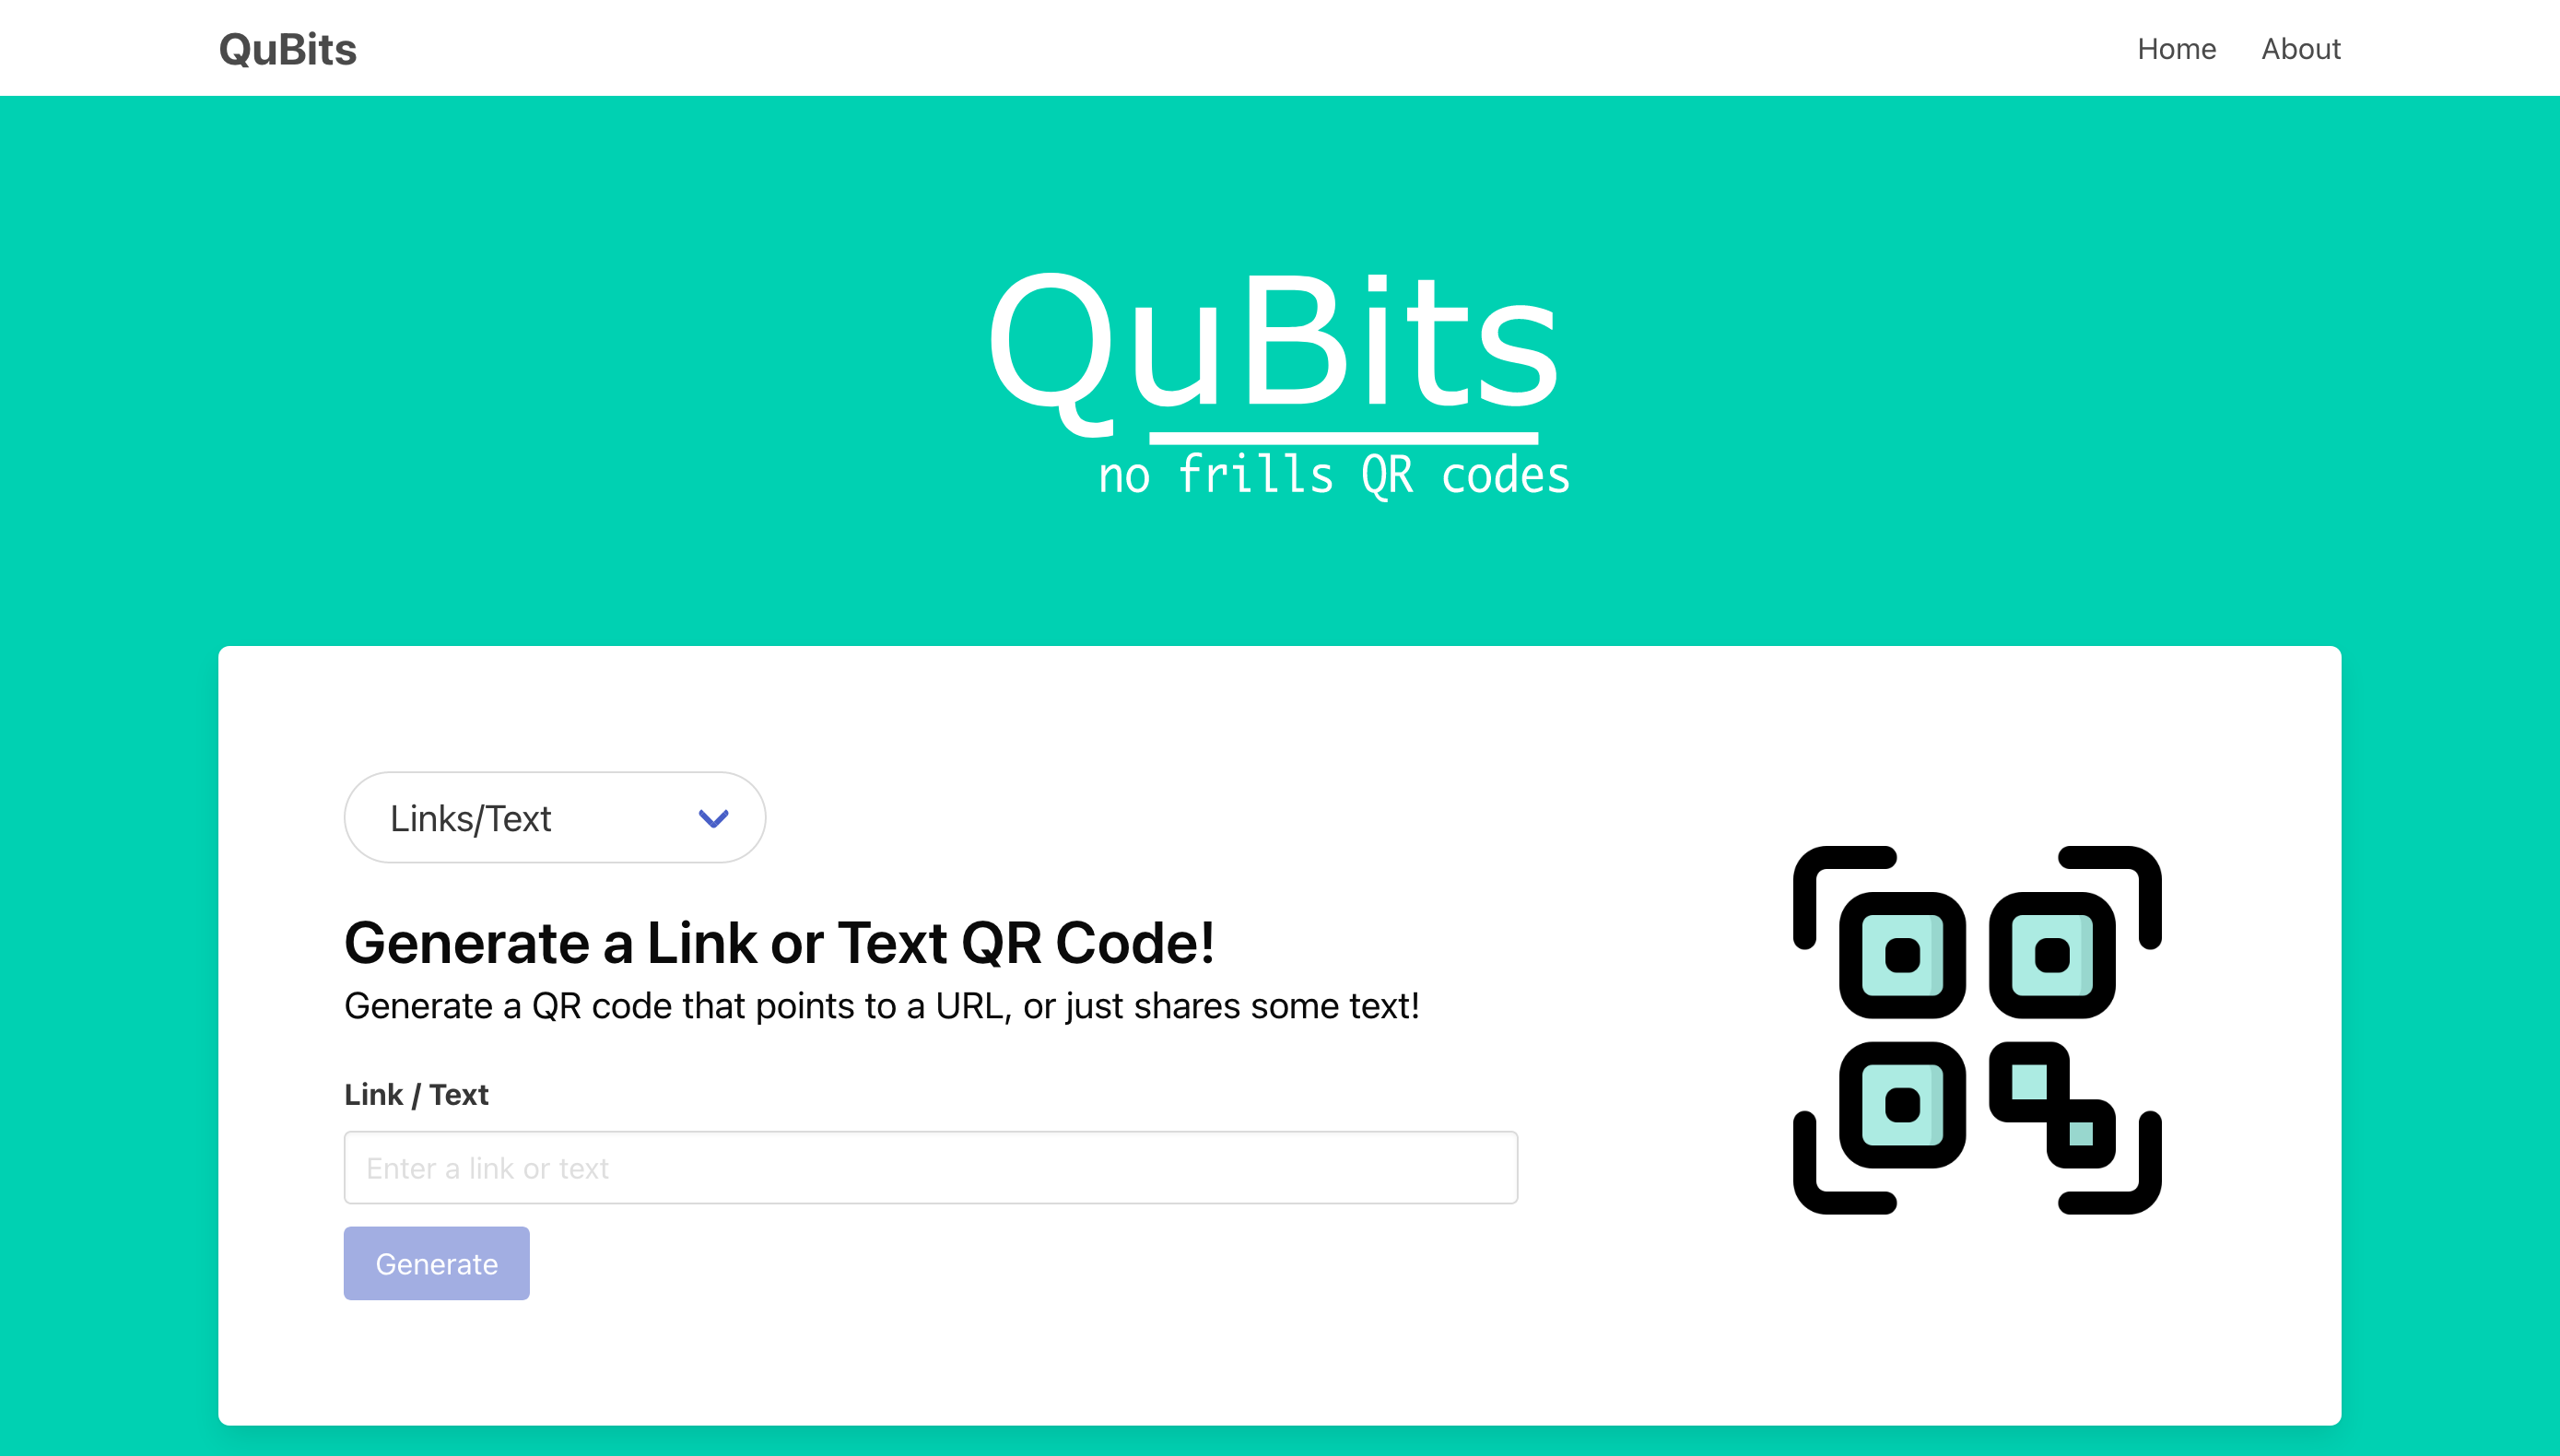 QuBits
Home About
QuBits
no frills QR codes
Links/Text
Generate a Link or Text QR Code!
Generate a QR code that points to a URL, or just shares some text!
Link / Text
Enter a link or text
Generate